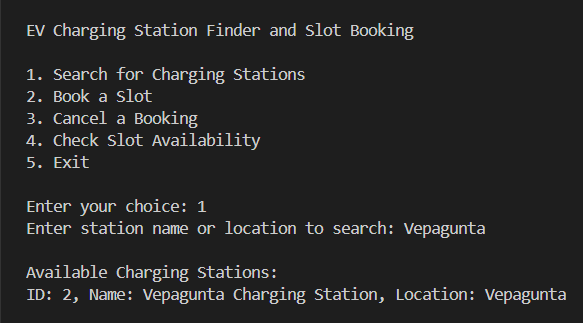 EV Charging Station Finder and Slot Booking
1. Search for Charging Stations
2. Book a Slot
3. Cancel a Booking
4. Check Slot Availability
5. Exit
Enter your choice: 1
Enter station name or location to search: Vepagunta
Available Charging Stations:
ID: 2, Name: Vepagunta Charging Station, Location: Vepagunta